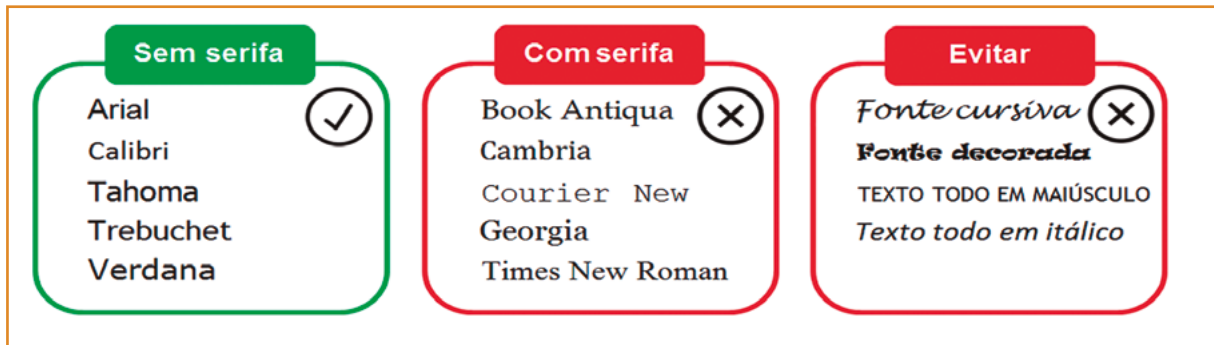 Sem serifa
Arial
Calibri
Tahoma
Trebuchet
Verdana
Com serifa
Book Antiqua
Cambria
Courier New
Georgia
Times New Roman
Evitar
Fonte cursiva
Fonte decorada
TEXTO TODO EM MAIÚSCULO
Texto todo em itálico